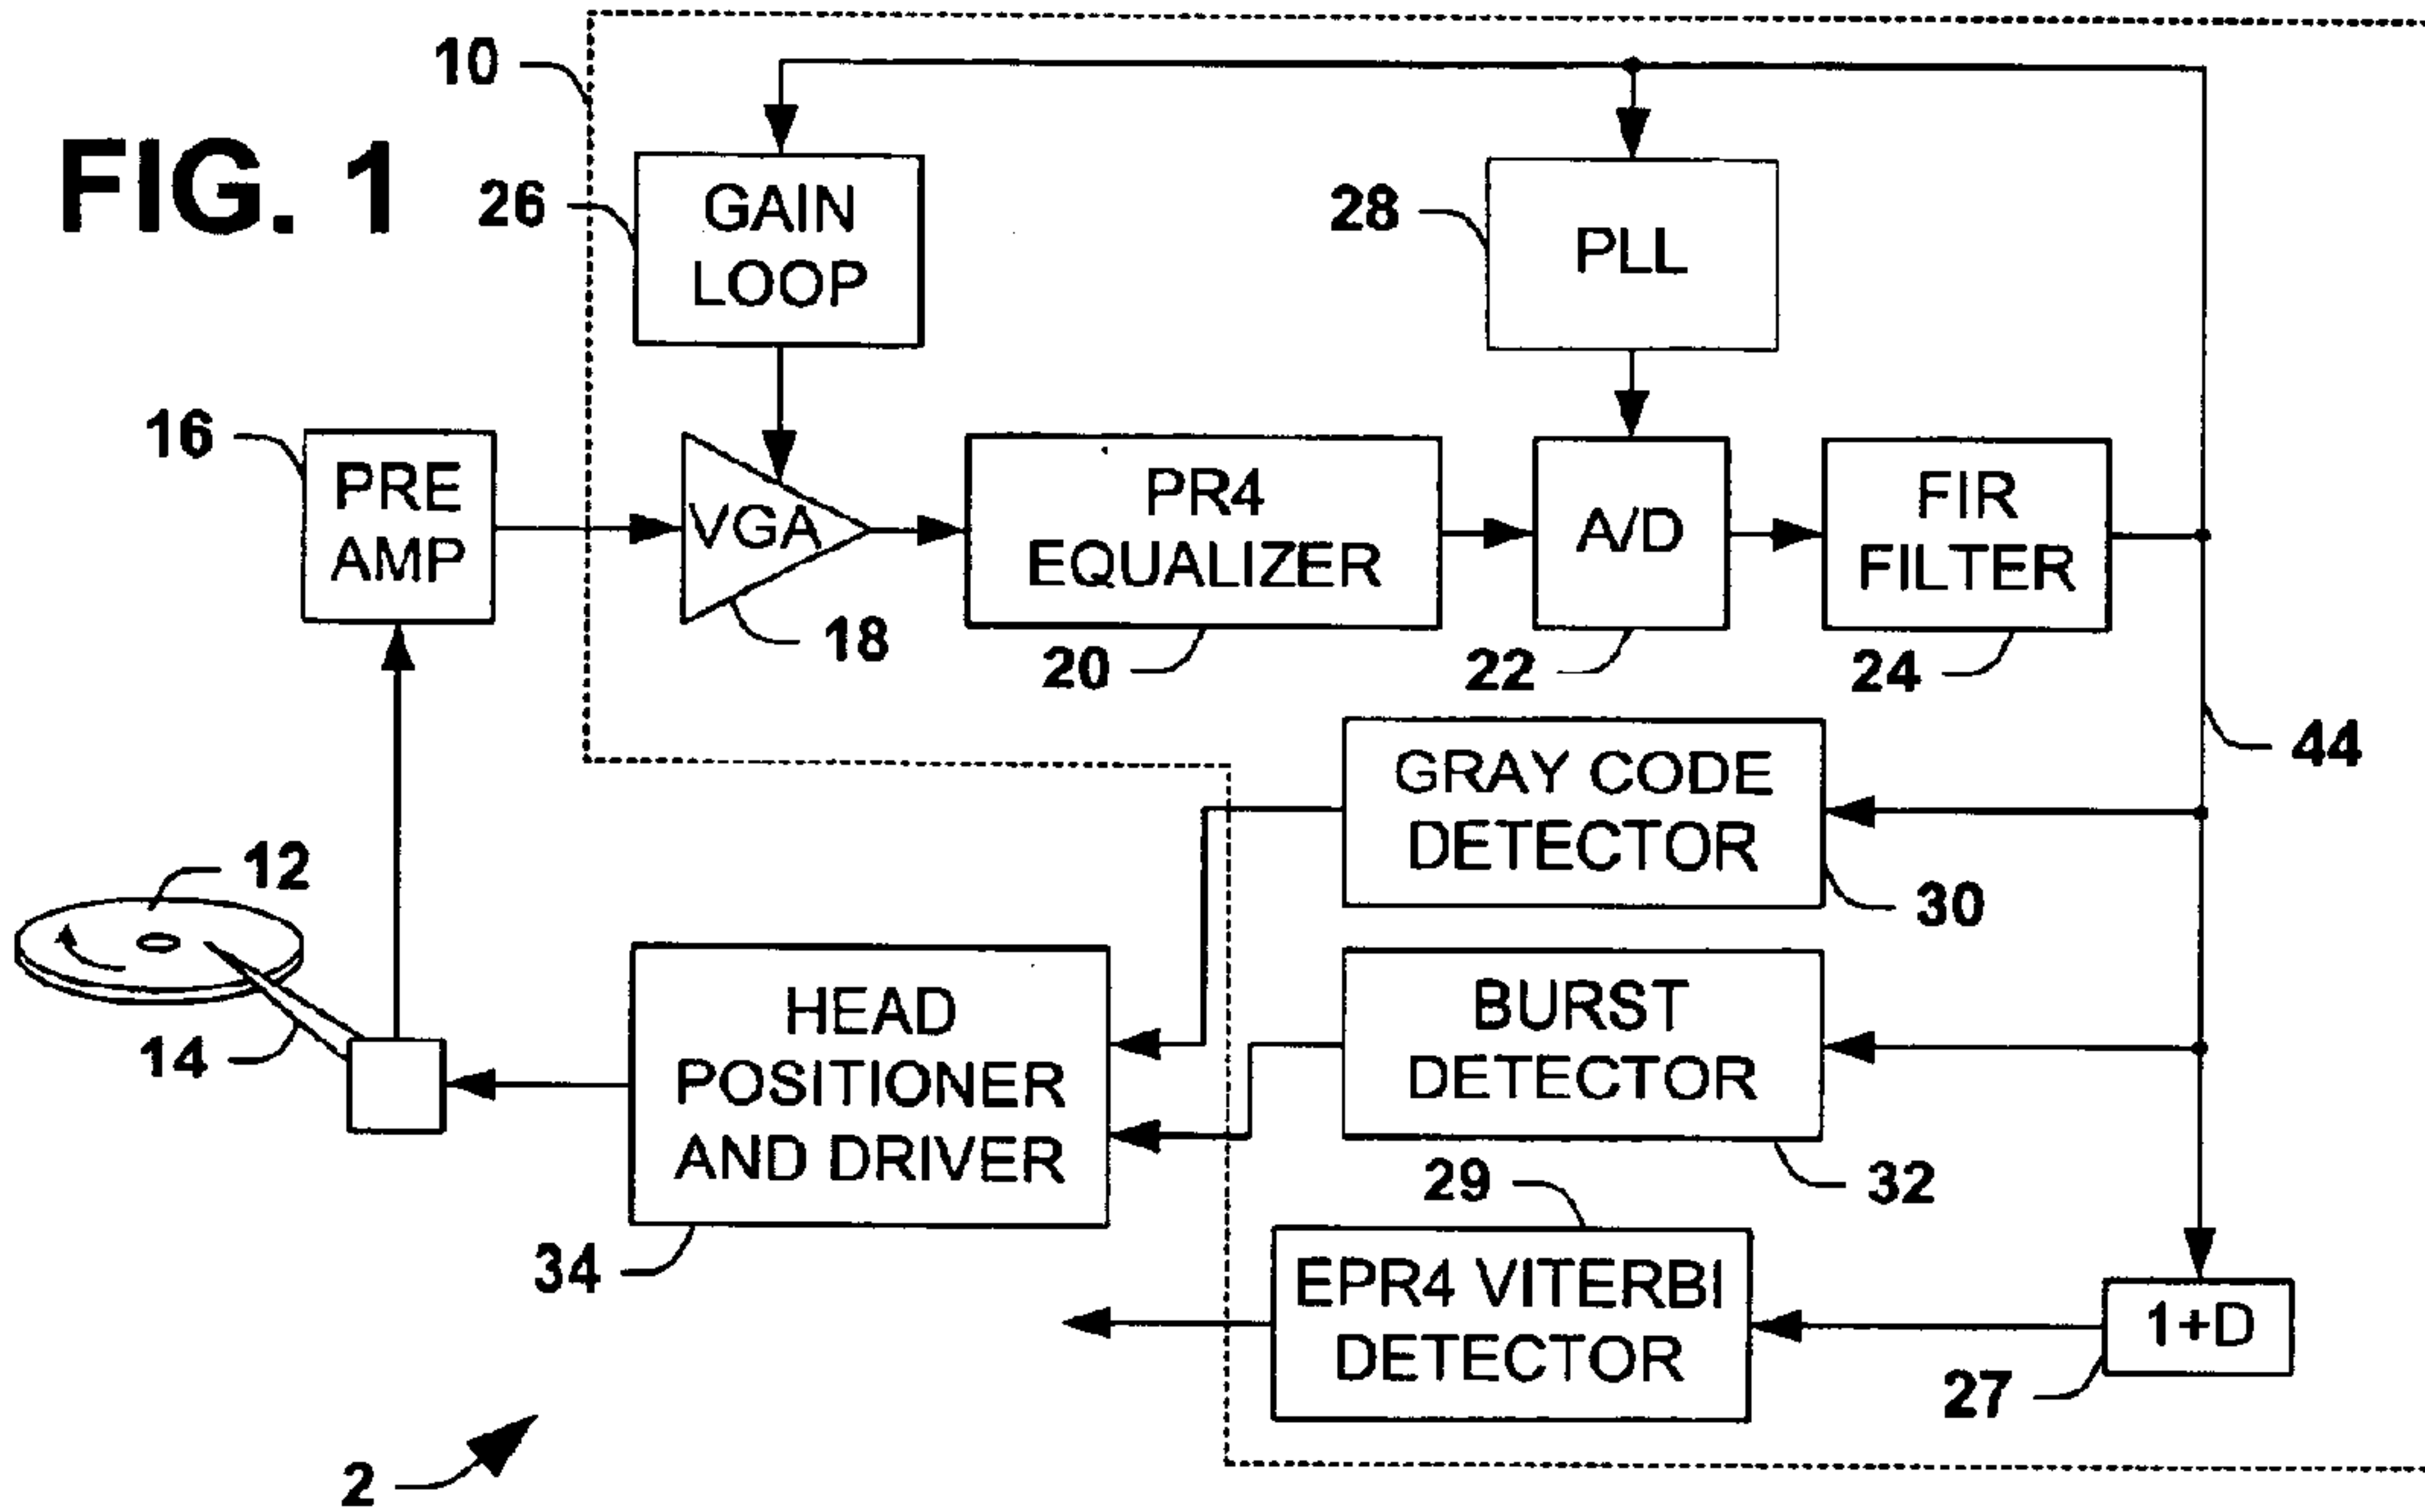 FIG. 1
10
26
GAIN
LOOP
28
PLL
16
PRE
AMP
VGA
18
PR4
EQUALIZER
20
A/D
22
FIR
FILTER
24
44
GRAY CODE
DETECTOR
30
12
14
HEAD
POSITIONER
AND DRIVER
34
BURST
DETECTOR
32
29
EPR4 VITERBI
DETECTOR
1+D
27
2